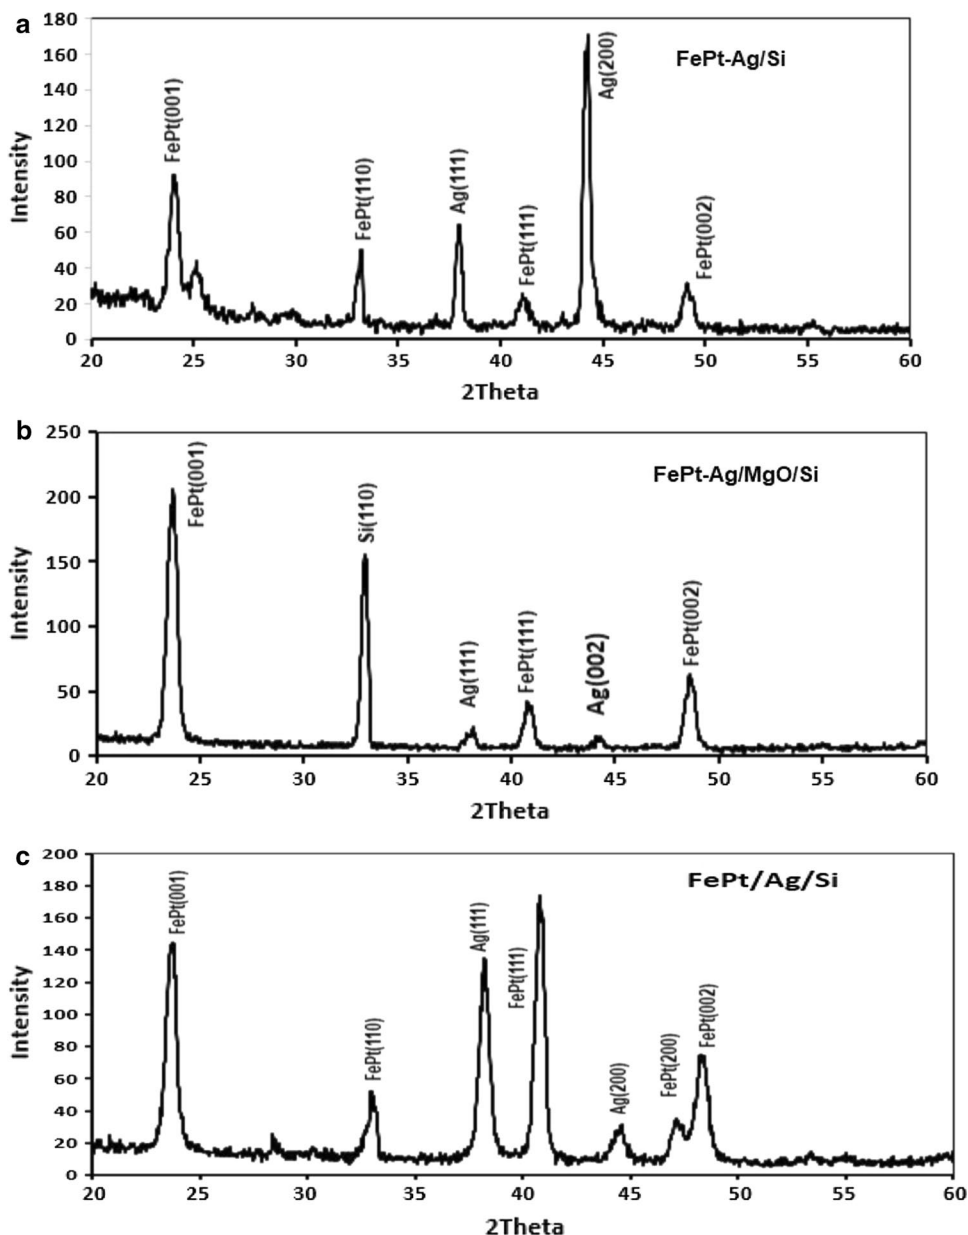 a
180
160
140
120
100
80
60
40
20
0
Intensity
FePt(001)
FePt(110)
Ag(111)
FePt(111)
Ag(200)
FePt(002)
FePt-Ag/Si
20 25 30 35 40 45 50 55 60
2Theta
b
250
200
150
100
50
0
Intensity
FePt(001)
Si(110)
Ag(111)
FePt(111)
Ag(002)
FePt(002)
FePt-Ag/MgO/Si
20 25 30 35 40 45 50 55 60
2Theta
c
200
180
160
140
120
100
80
60
40
20
0
Intensity
FePt(001)
FePt(110)
Ag(111)
FePt(111)
Ag(200)
FePt(200)
FePt(002)
FePt/Ag/Si
20 25 30 35 40 45 50 55 60
2Theta